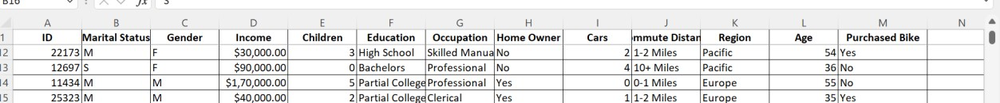 B16 fx S
A B C D E F G H I J K L M N
1 ID Marital Status Gender Income Children Education Occupation Home Owner Cars mmute Distan Region Age Purchased Bike
12 22173 M F $30,000.00 3 High School Skilled Manua No 2 1-2 Miles Pacific 54 Yes
13 12697 S F $90,000.00 0 Bachelors Professional No 4 10+ Miles Pacific 36 No
14 11434 M M $1,70,000.00 5 Partial College Professional Yes 0 0-1 Miles Europe 55 No
15 25323 M M $40,000.00 2 Partial College Clerical Yes 1 1-2 Miles Europe 35 Yes